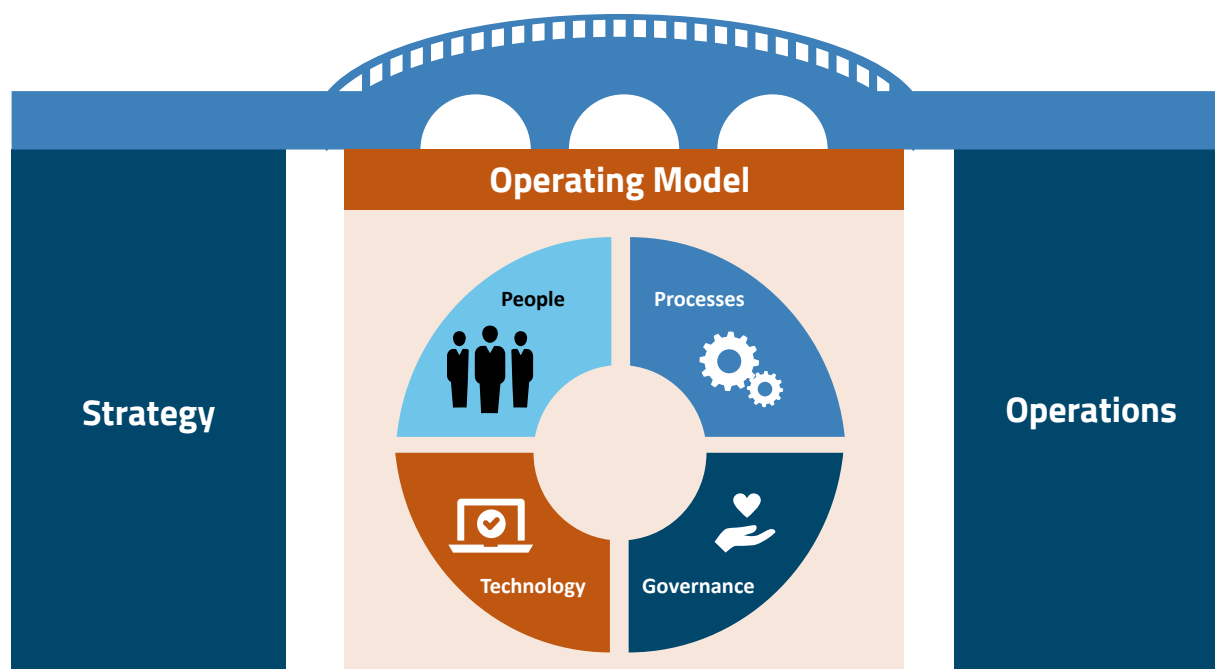 Operating Model
People
Processes
Strategy
Operations
Technology
Governance